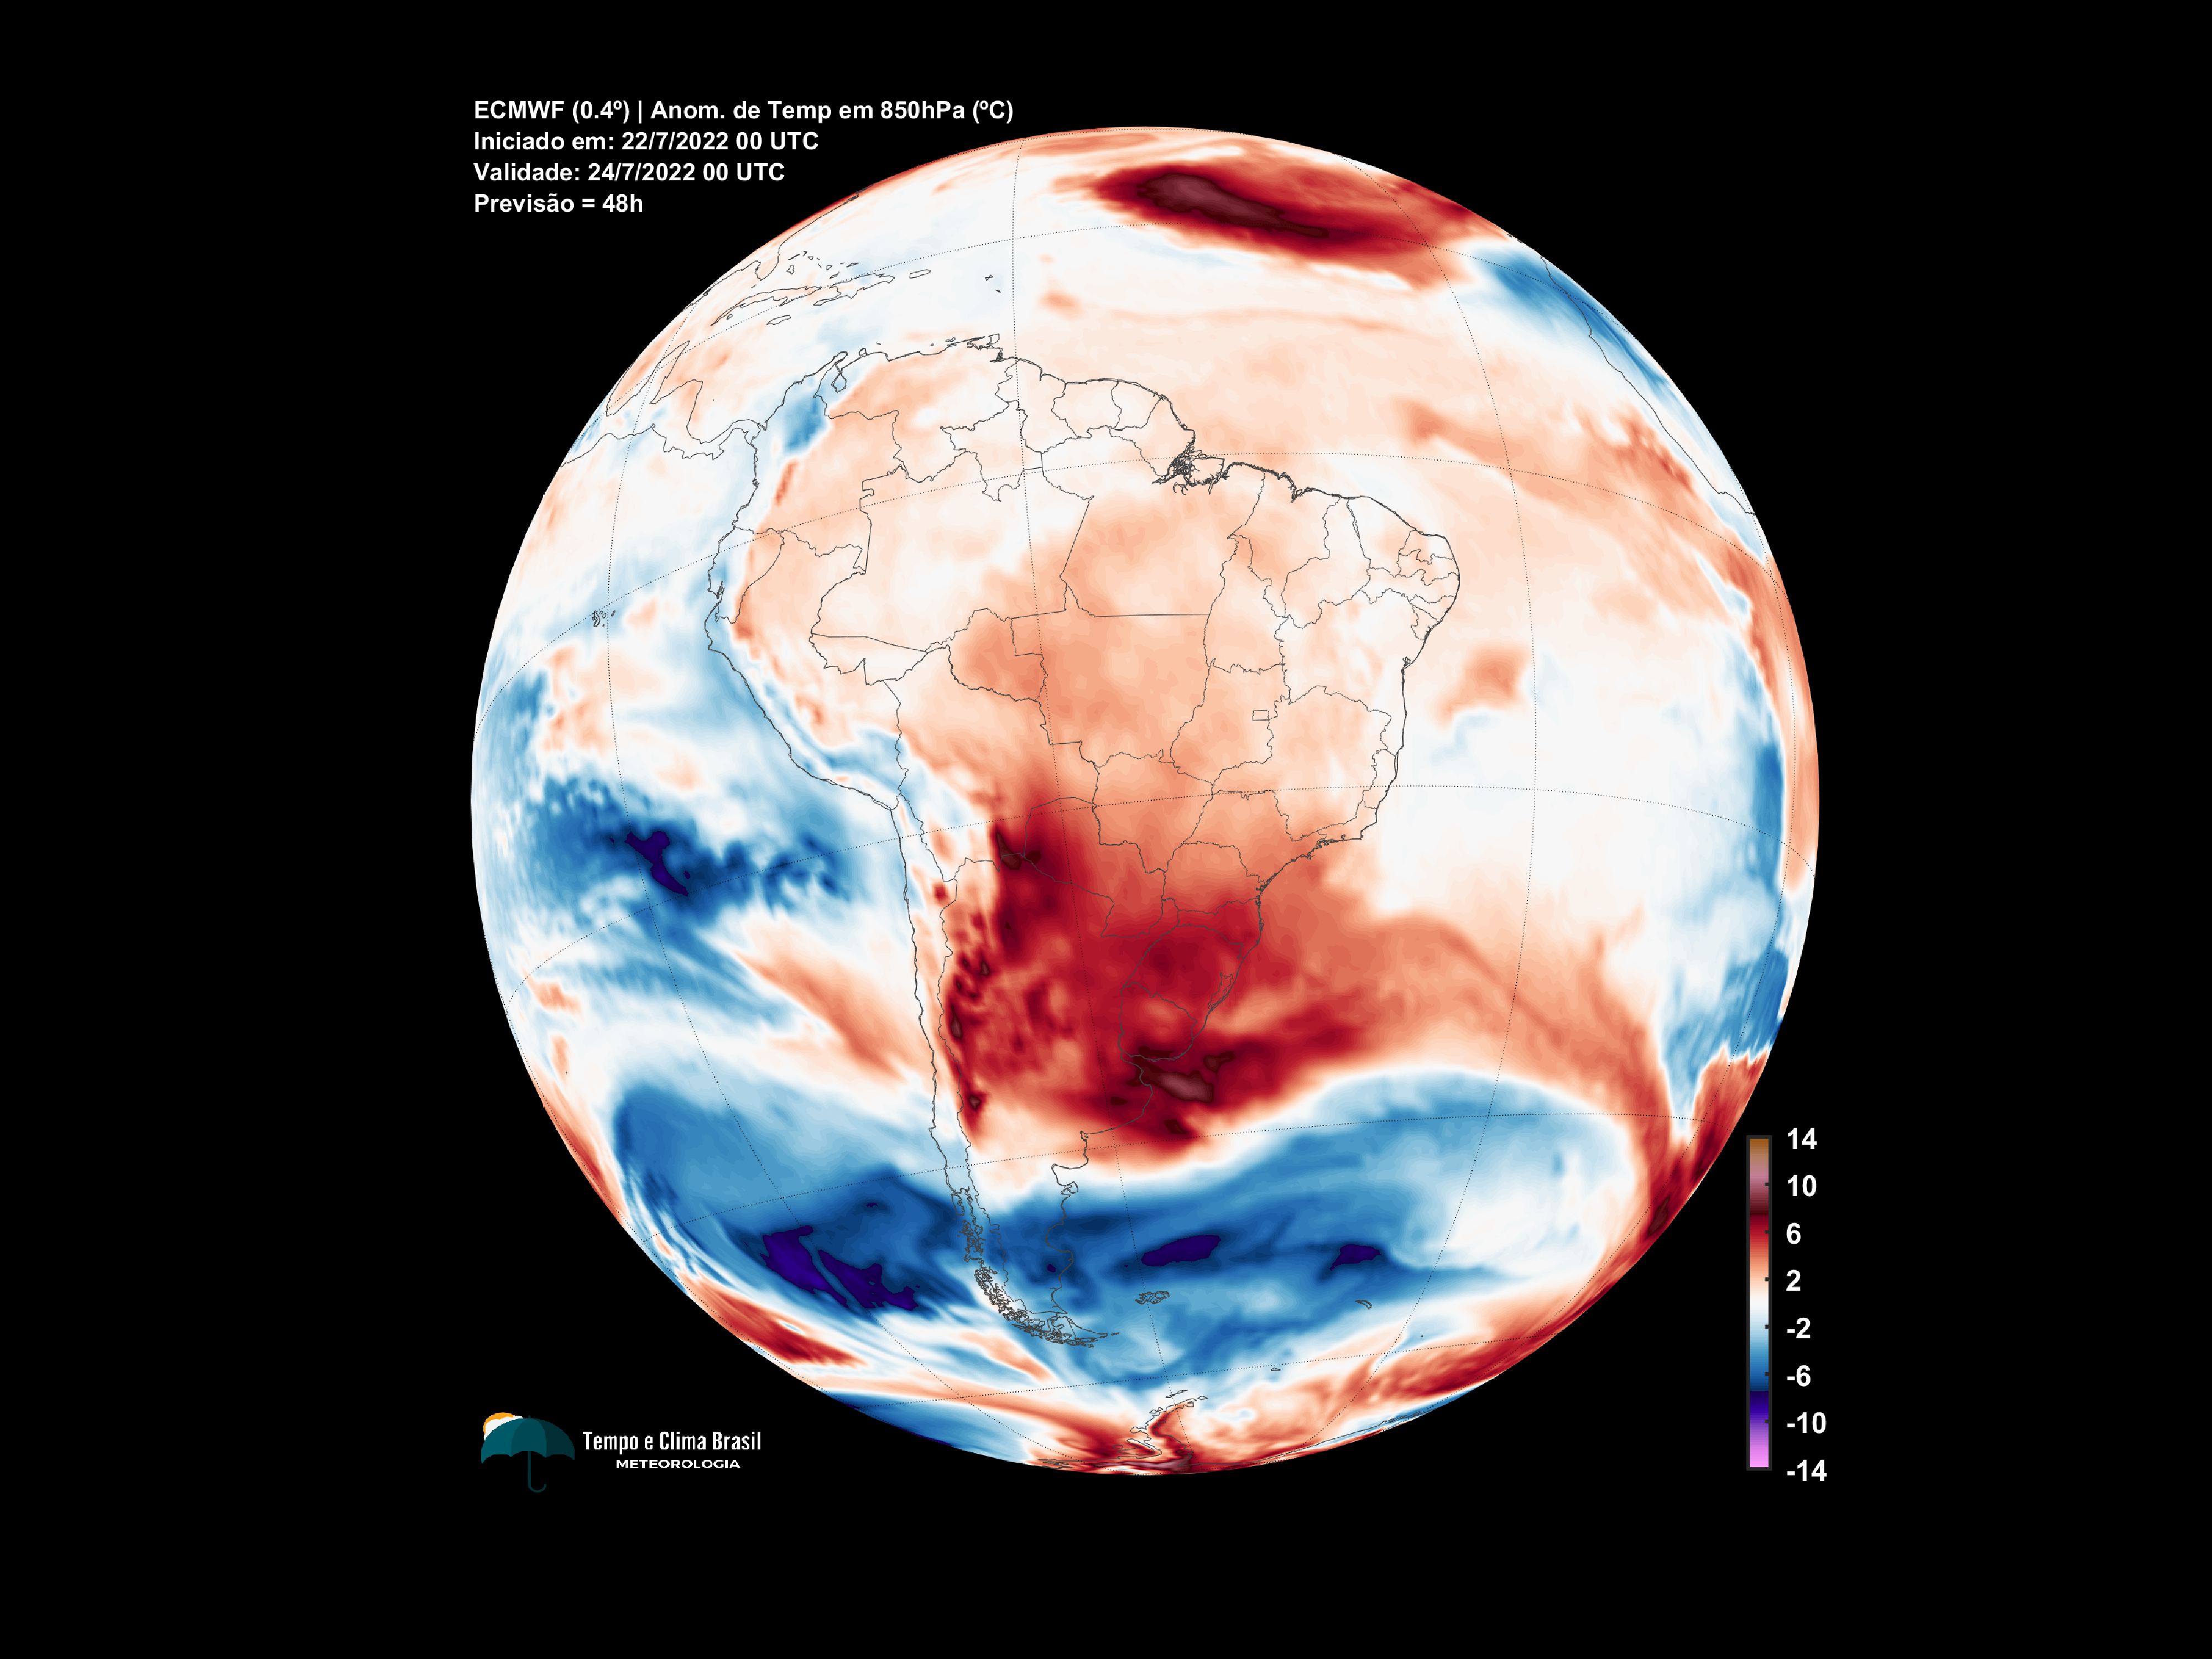 ECMWF (0.4º) | Anom. de Temp em 850hPa (ºC)
Iniciado em: 22/7/2022 00 UTC
Validade: 24/7/2022 00 UTC
Previsão = 48h
14
10
6
2
-2
-6
-10
-14
Tempo e Clima Brasil
METEOROLOGIA